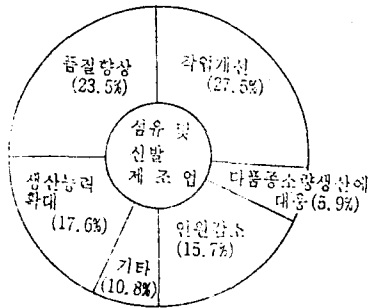 품질향상
(23.5%)
작업개선
(27.5%)
섬유 및
신발
제조업
생산능력
확대
(17.6%)
다품종소량생산에
대응(5.9%)
인원감소
(15.7%)
기타
(10.8%)